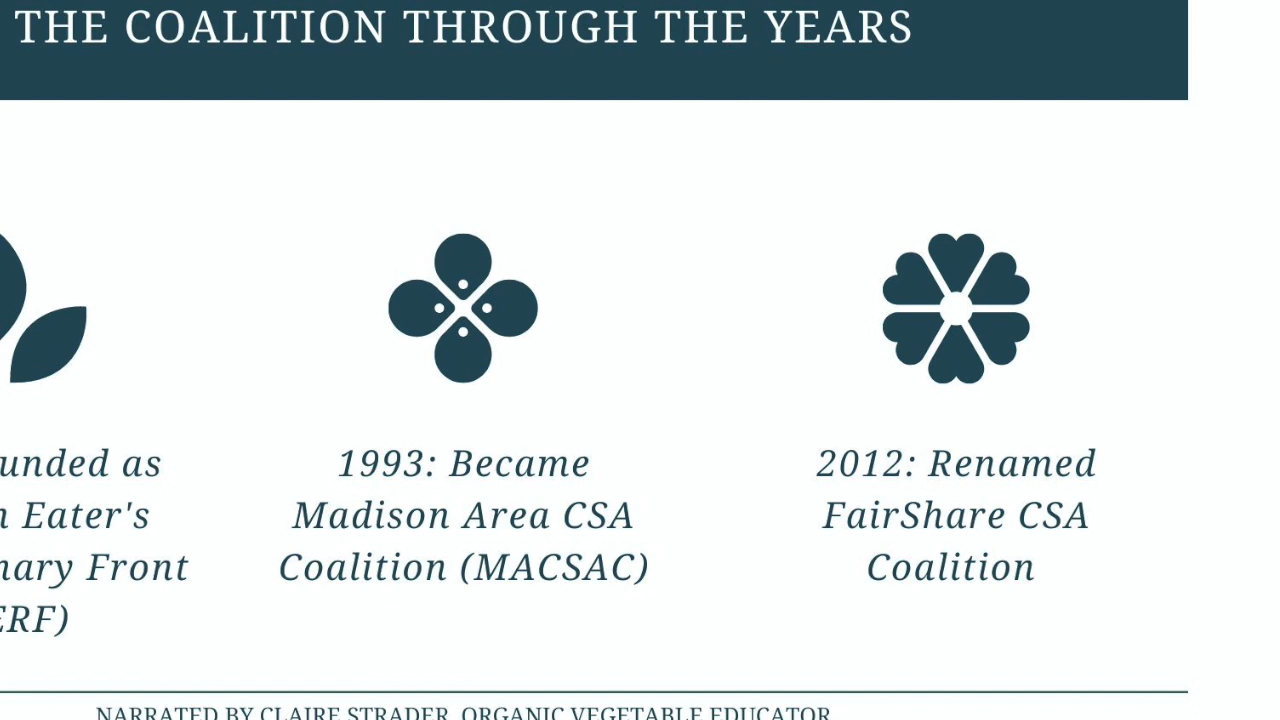 THE COALITION THROUGH THE YEARS
unded as
Eater's
nary Front
ERF)
1993: Became
Madison Area CSA
Coalition (MACSAC)
2012: Renamed
FairShare CSA
Coalition
NARRATED BY CLAIRE STRADER, ORGANIC VEGETABLE EDUCATOR